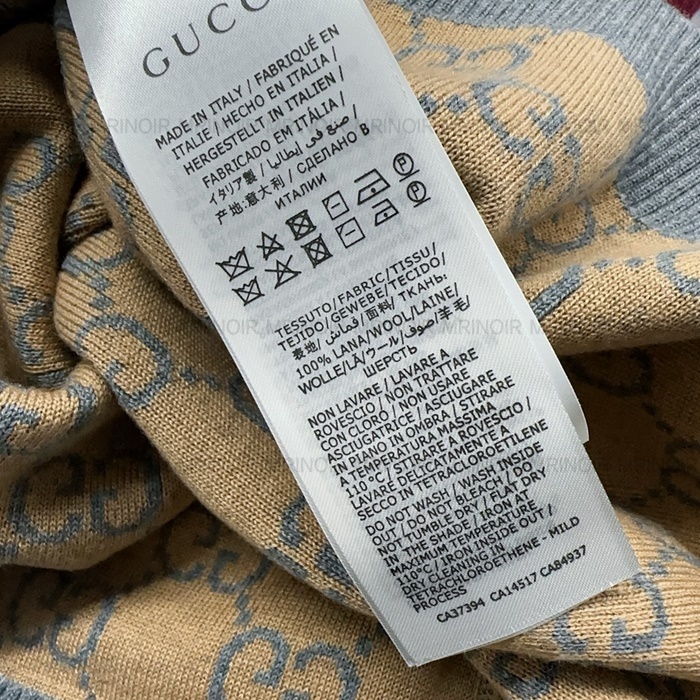 GUCC
MADE IN ITALY / FABRIQUÉ EN
ITALIE / HECHO EN ITALIA /
HERGESTELLT IN ITALIEN /
FABRICADO EM ITÁLIA /
イタリア製 / صنع في ايطاليا /
产地:意大利 / СДЕЛАНО В
ИТАЛИИ
TESSUTO/FABRIC/TISSU/
TEJIDO/GEWEBE/TECIDO/
表地/قماش/面料/ ТКАНЬ:
100% LANA/WOOL/LAINE/
WOLLE/LÃ/ウール/صوف/羊毛/
ШЕРСТЬ
NON LAVARE / LAVARE A
ROVESCIO / NON TRATTARE
CON CLORO / NON USARE
ASCIUGATRICE / ASCIUGARE
IN PIANO IN OMBRA / STIRARE
A TEMPERATURA MASSIMA
110 °C / STIRARE A ROVESCIO /
LAVARE DELICATAMENTE A
SECCO IN TETRACLOROETILENE
DO NOT WASH / WASH INSIDE
OUT / DO NOT BLEACH / DO
NOT TUMBLE DRY / FLAT DRY
IN THE SHADE / IRON AT
MAXIMUM TEMPERATURE
110°C / IRON INSIDE OUT /
DRY CLEANING IN
TETRACHLOROETHENE - MILD
PROCESS
CA37394 CA14517 CA84937
MRINOIR